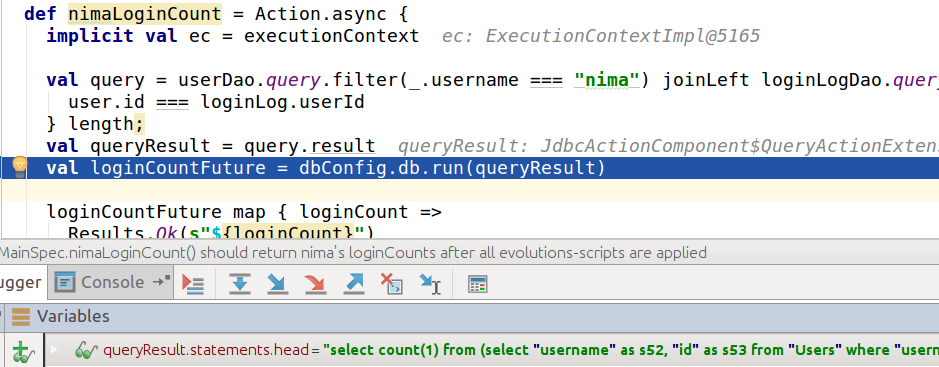 def nimaLoginCount = Action.async {
implicit val ec = executionContext ec: ExecutionContextImpl@5165
val query = userDao.query.filter(_.username === "nima") joinLeft loginLogDao.quer
user.id === loginLog.userId
} length;
val queryResult = query.result queryResult: JdbcActionComponent$QueryActionExten
val loginCountFuture = dbConfig.db.run(queryResult)
loginCountFuture map { loginCount =>
Results.Ok(s"${loginCount}")
MainSpec.nimaLoginCount() should return nima's loginCounts after all evolutions-scripts are applied
ugger Console
Variables
queryResult.statements.head = "select count(1) from (select "username" as s52, "id" as s53 from "Users" where "usern